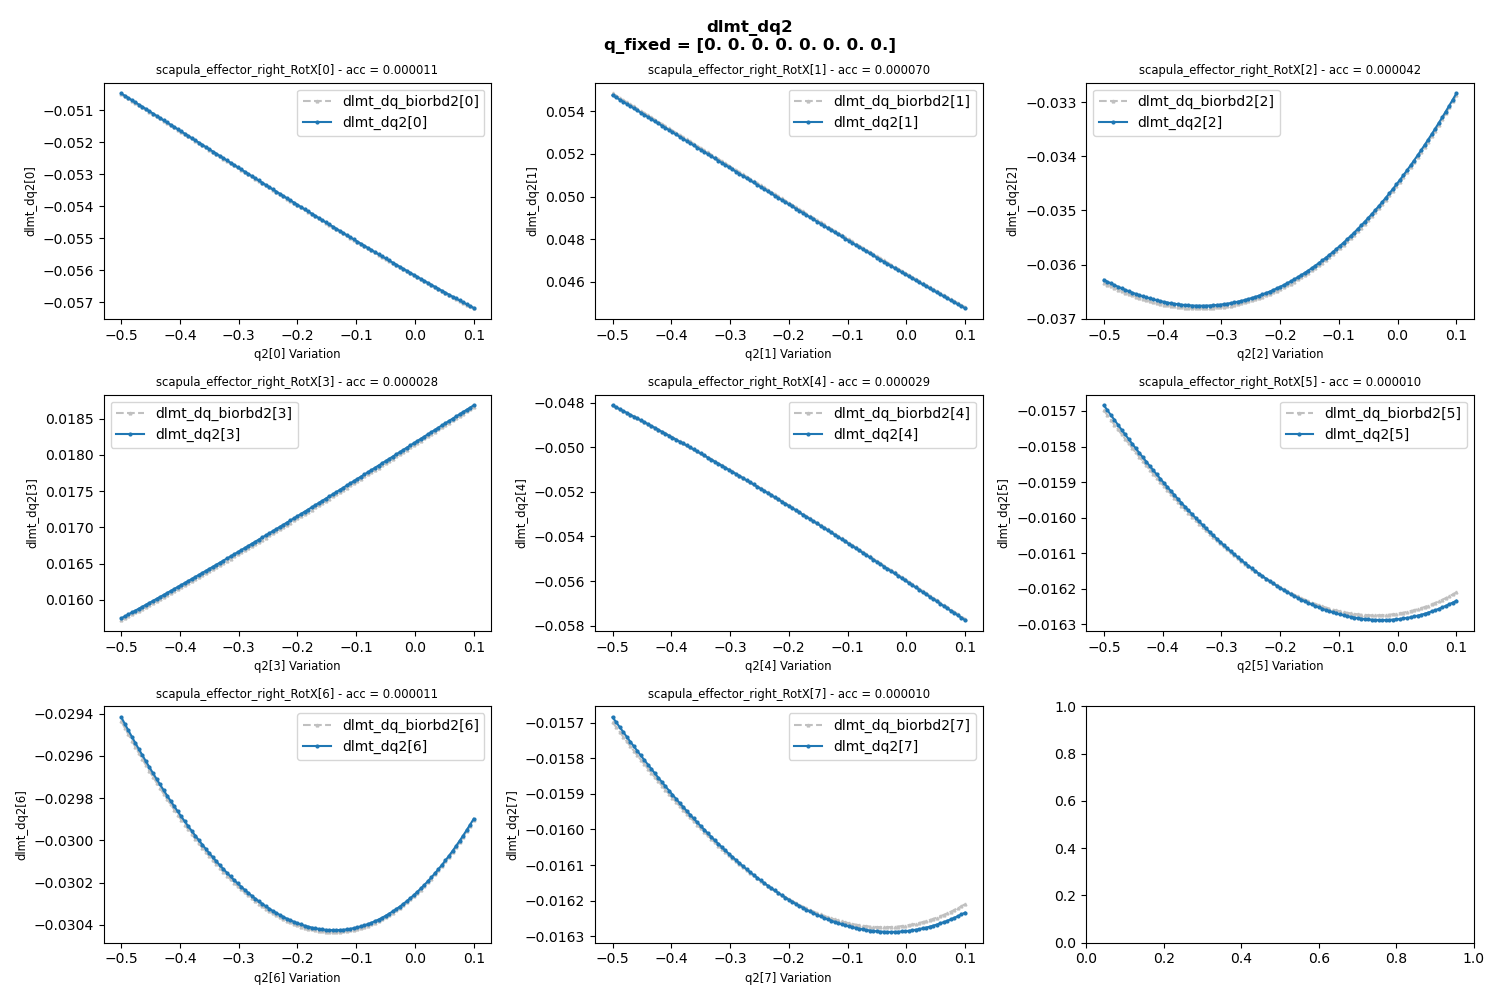 dlmt_dq2
q_fixed = [0. 0. 0. 0. 0. 0. 0. 0.]
scapula_effector_right_RotX[0] - acc = 0.000011
dlmt_dq_biorbd2[0]
dlmt_dq2[0]
dlmt_dq2[0]
−0.051
−0.052
−0.053
−0.054
−0.055
−0.056
−0.057
−0.5 −0.4 −0.3 −0.2 −0.1 0.0 0.1
q2[0] Variation
scapula_effector_right_RotX[1] - acc = 0.000070
dlmt_dq_biorbd2[1]
dlmt_dq2[1]
dlmt_dq2[1]
0.054
0.052
0.050
0.048
0.046
−0.5 −0.4 −0.3 −0.2 −0.1 0.0 0.1
q2[1] Variation
scapula_effector_right_RotX[2] - acc = 0.000042
dlmt_dq_biorbd2[2]
dlmt_dq2[2]
dlmt_dq2[2]
−0.033
−0.034
−0.035
−0.036
−0.037
−0.5 −0.4 −0.3 −0.2 −0.1 0.0 0.1
q2[2] Variation
scapula_effector_right_RotX[3] - acc = 0.000028
dlmt_dq_biorbd2[3]
dlmt_dq2[3]
dlmt_dq2[3]
0.0185
0.0180
0.0175
0.0170
0.0165
0.0160
−0.5 −0.4 −0.3 −0.2 −0.1 0.0 0.1
q2[3] Variation
scapula_effector_right_RotX[4] - acc = 0.000029
dlmt_dq_biorbd2[4]
dlmt_dq2[4]
dlmt_dq2[4]
−0.048
−0.050
−0.052
−0.054
−0.056
−0.058
−0.5 −0.4 −0.3 −0.2 −0.1 0.0 0.1
q2[4] Variation
scapula_effector_right_RotX[5] - acc = 0.000010
dlmt_dq_biorbd2[5]
dlmt_dq2[5]
dlmt_dq2[5]
−0.0157
−0.0158
−0.0159
−0.0160
−0.0161
−0.0162
−0.0163
−0.5 −0.4 −0.3 −0.2 −0.1 0.0 0.1
q2[5] Variation
scapula_effector_right_RotX[6] - acc = 0.000011
dlmt_dq_biorbd2[6]
dlmt_dq2[6]
dlmt_dq2[6]
−0.0294
−0.0296
−0.0298
−0.0300
−0.0302
−0.0304
−0.5 −0.4 −0.3 −0.2 −0.1 0.0 0.1
q2[6] Variation
scapula_effector_right_RotX[7] - acc = 0.000010
dlmt_dq_biorbd2[7]
dlmt_dq2[7]
dlmt_dq2[7]
−0.0157
−0.0158
−0.0159
−0.0160
−0.0161
−0.0162
−0.0163
−0.5 −0.4 −0.3 −0.2 −0.1 0.0 0.1
q2[7] Variation
1.0
0.8
0.6
0.4
0.2
0.0
0.0 0.2 0.4 0.6 0.8 1.0